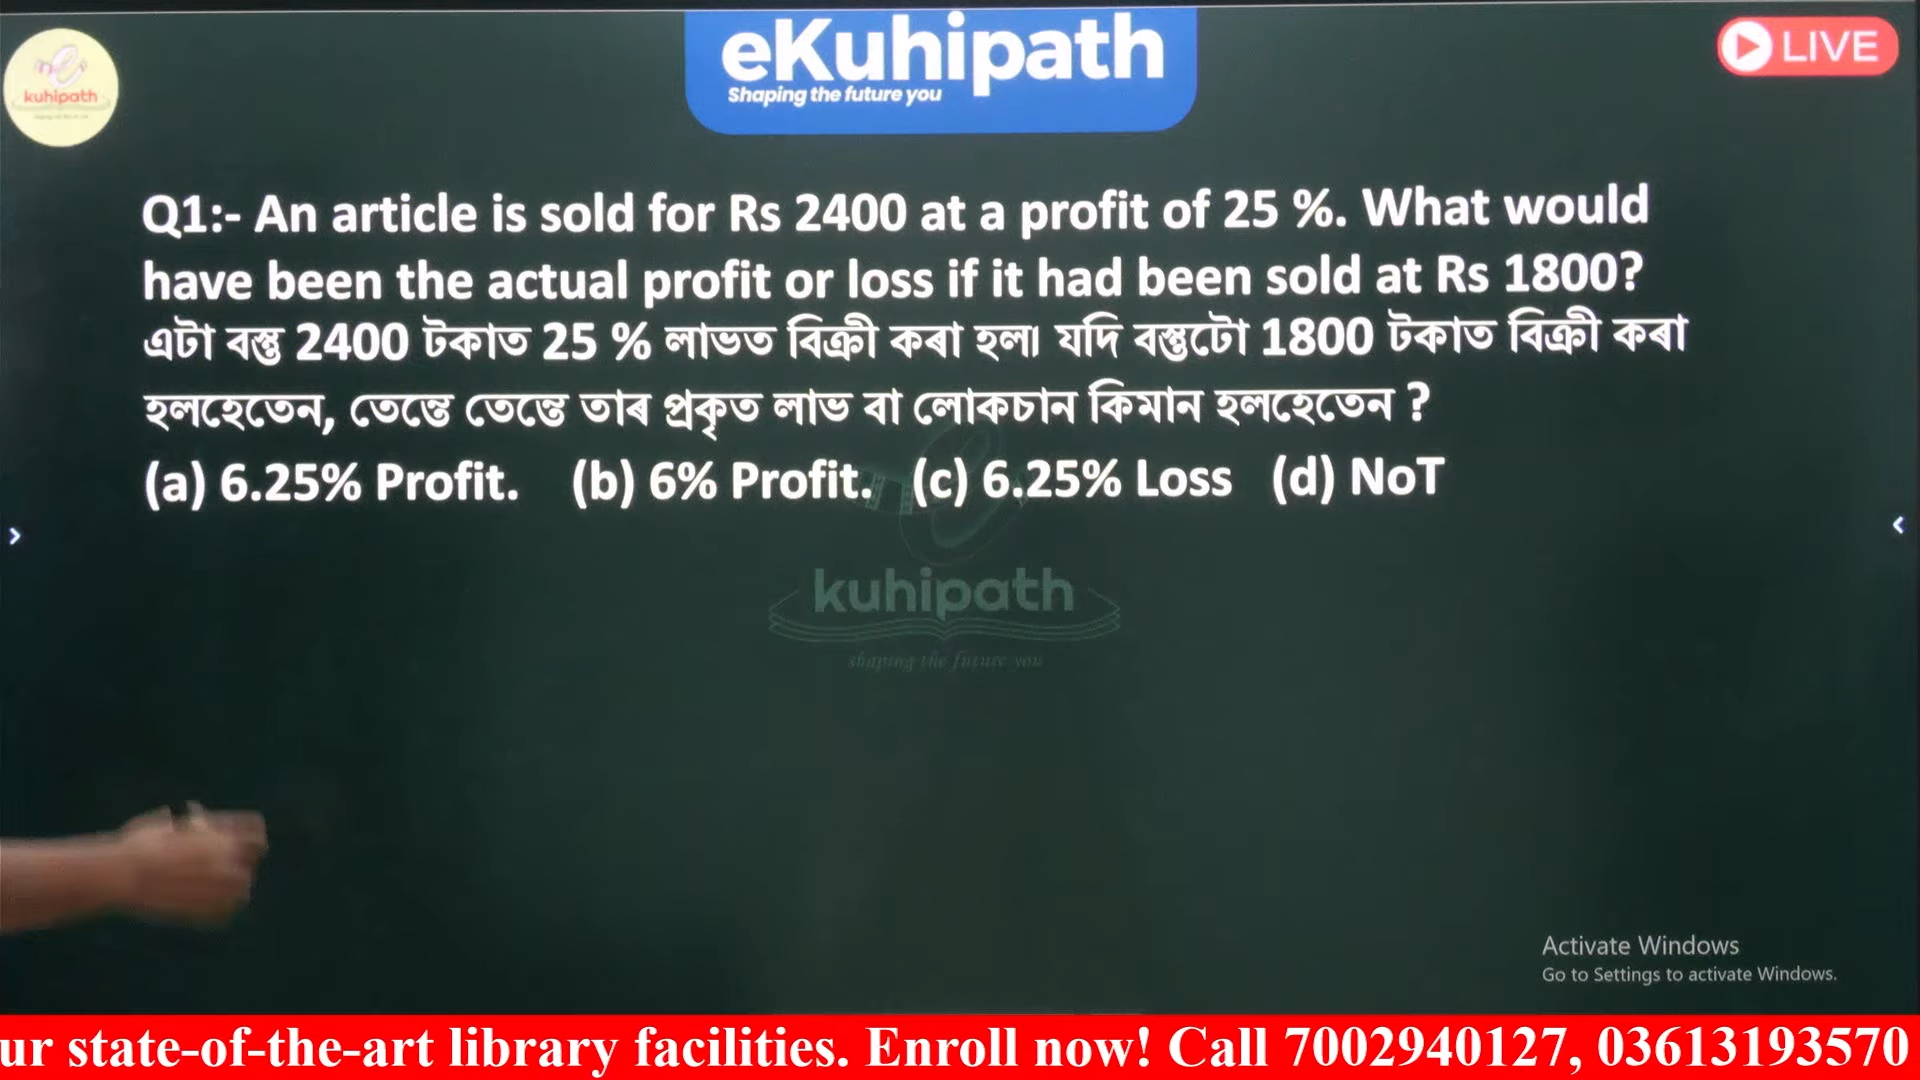 eKuhipath
Shaping the future you
kuhipath
LIVE
Q1:- An article is sold for Rs 2400 at a profit of 25 %. What would
have been the actual profit or loss if it had been sold at Rs 1800?
এটা বস্তু 2400 টকাত 25 % লাভত বিক্ৰী কৰা হল। যদি বস্তুটো 1800 টকাত বিক্ৰী কৰা
হলহেতেন, তেন্তে তেন্তে তাৰ প্ৰকৃত লাভ বা লোকচান কিমান হলহেতেন ?
(a) 6.25% Profit. (b) 6% Profit. (c) 6.25% Loss (d) NoT
kuhipath
shaping the future you
Activate Windows
Go to Settings to activate Windows.
ur state-of-the-art library facilities. Enroll now! Call 7002940127, 03613193570